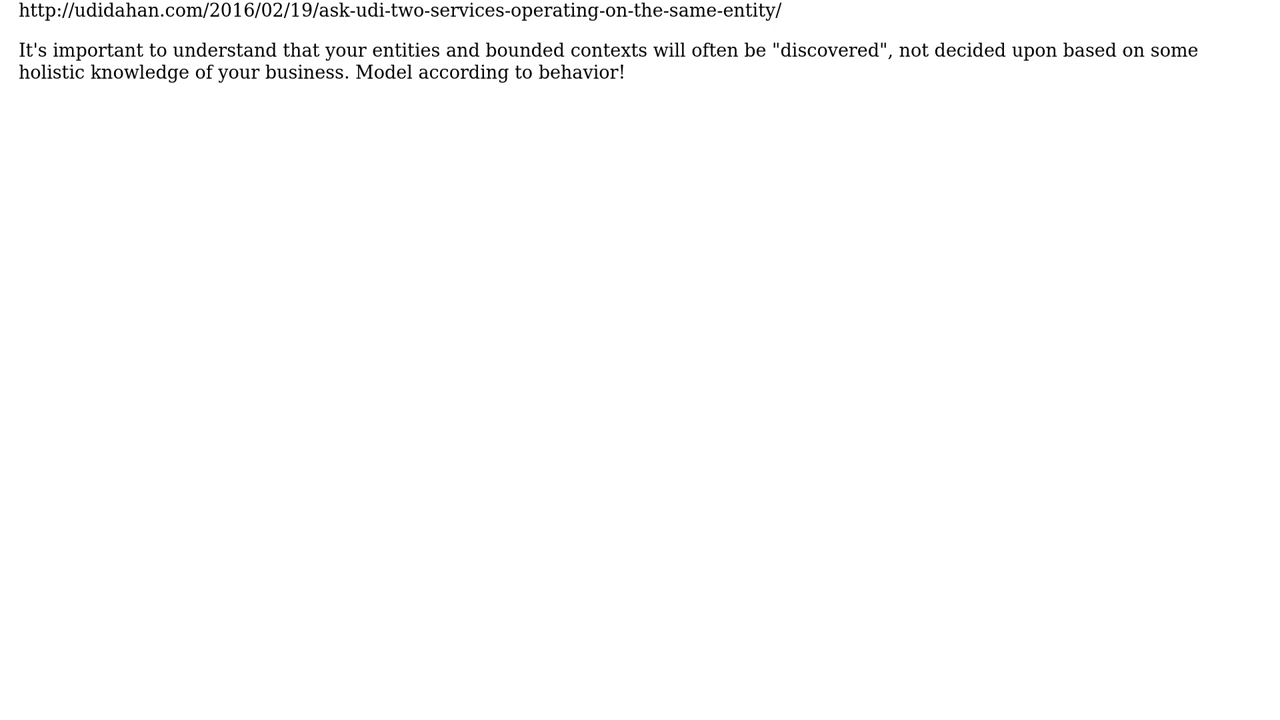 http://udidahan.com/2016/02/19/ask-udi-two-services-operating-on-the-same-entity/
It's important to understand that your entities and bounded contexts will often be "discovered", not decided upon based on some
holistic knowledge of your business. Model according to behavior!